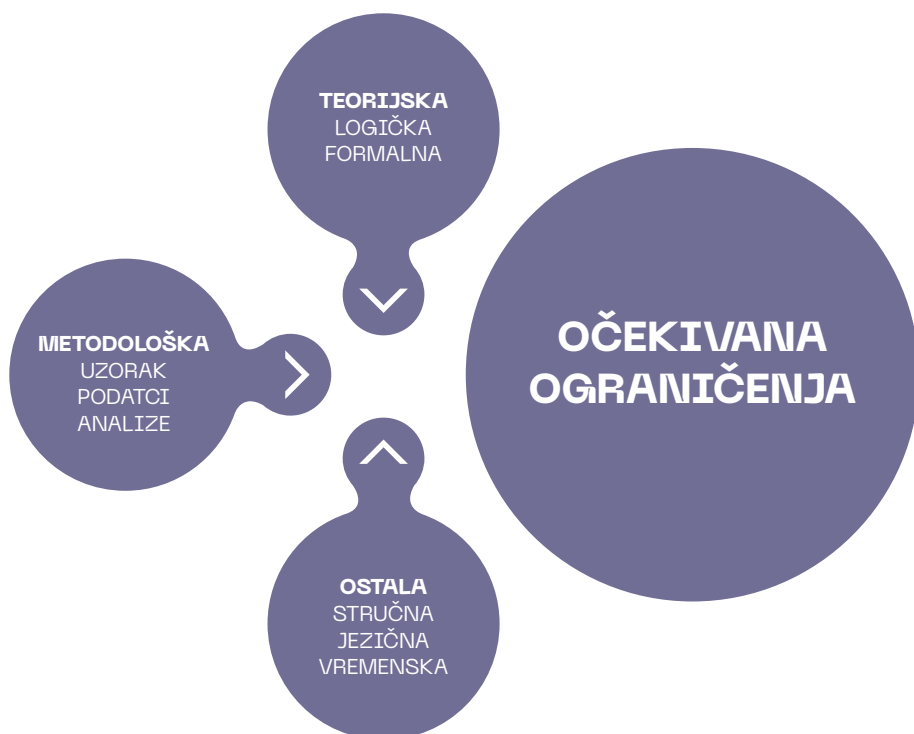 TEORIJSKA
LOGIČKA
FORMALNA
METODOLOŠKA
UZORAK
PODATCI
ANALIZE
OČEKIVANA
OGRANIČENJA
OSTALA
STRUČNA
JEZIČNA
VREMENSKA